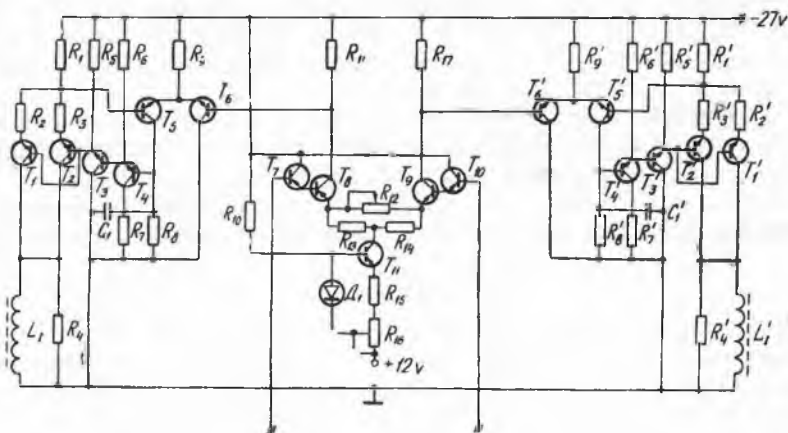 -27v
R₁ R₅ R₆ R₉ R₁₁ R₁₇ R₉' R₆' R₅' R₁'
R₂ R₃ T₅ T₆ T₆' T₅' R₃' R₂'
T₁ T₂ T₃ T₄ T₇ T₈ T₉ T₁₀ T₄' T₃' T₂' T₁'
R₁₂
C₁ R₇ R₈ R₁₀ R₁₃ R₁₄ R₈' R₇' C₁'
T₁₁
Д₁ R₁₅
L₁ R₄ R₁₆ R₄' L₁'
+12v